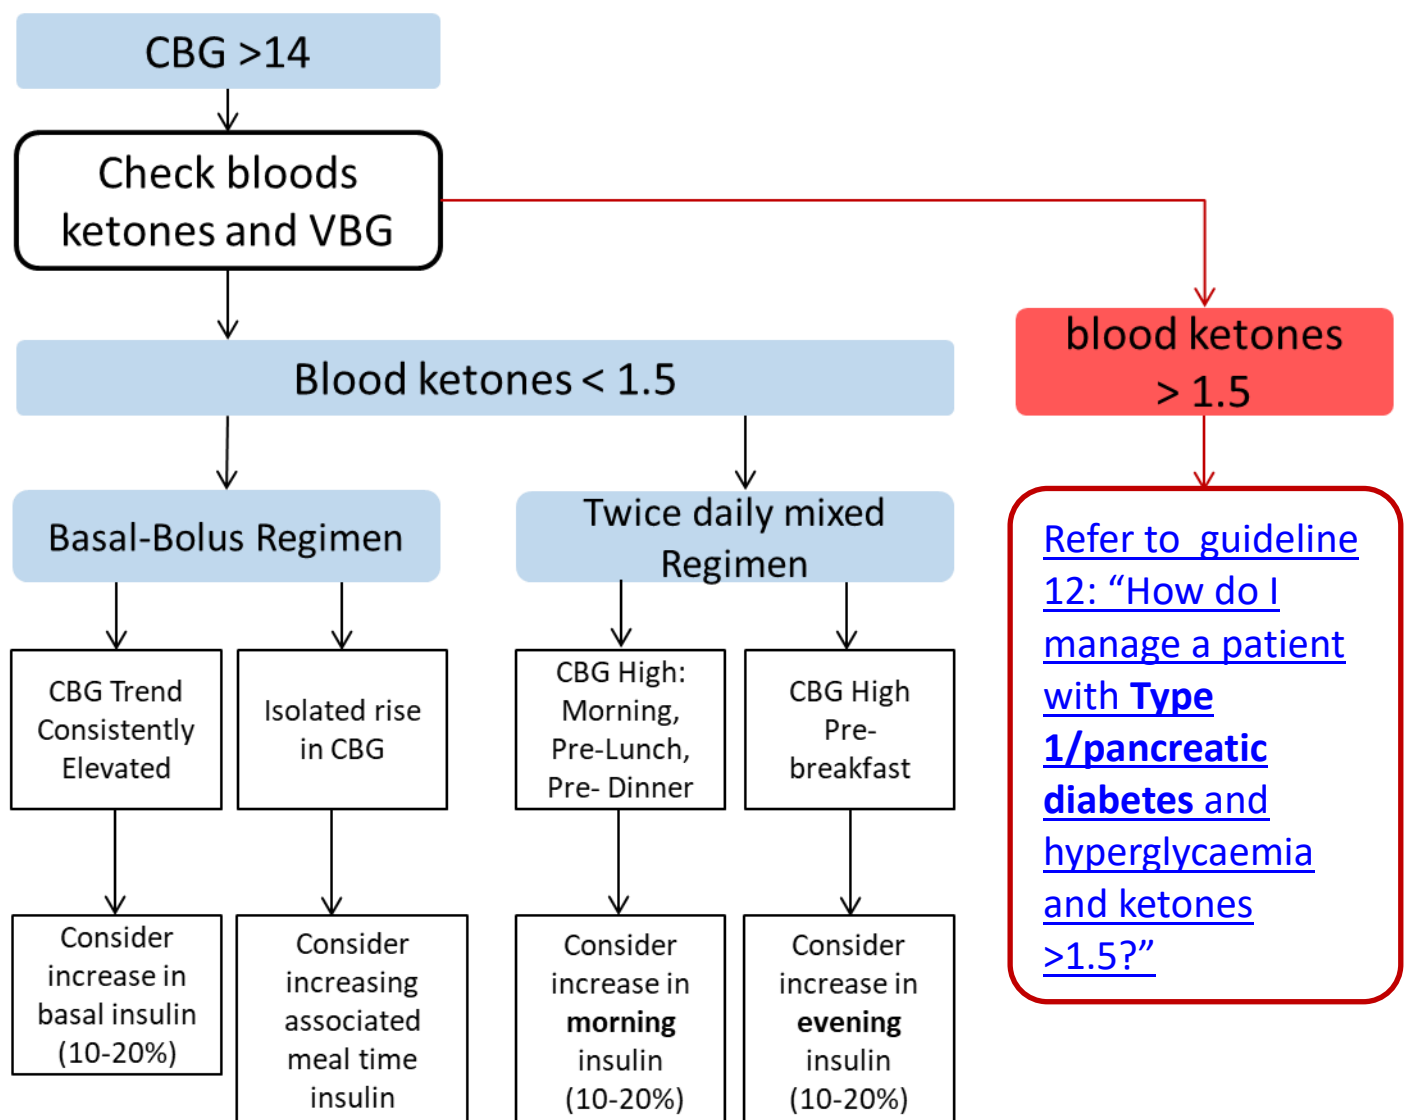 CBG >14
Check bloods
ketones and VBG
Blood ketones < 1.5
blood ketones
> 1.5
Basal-Bolus Regimen
Twice daily mixed
Regimen
CBG Trend
Consistently
Elevated
Isolated rise
in CBG
CBG High:
Morning,
Pre-Lunch,
Pre- Dinner
CBG High
Pre-
breakfast
Consider
increase in
basal insulin
(10-20%)
Consider
increasing
associated
meal time
insulin
Consider
increase in
morning
insulin
(10-20%)
Consider
increase in
evening
insulin
(10-20%)
Refer to guideline
12: “How do I
manage a patient
with Type
1/pancreatic
diabetes and
hyperglycaemia
and ketones
>1.5?”